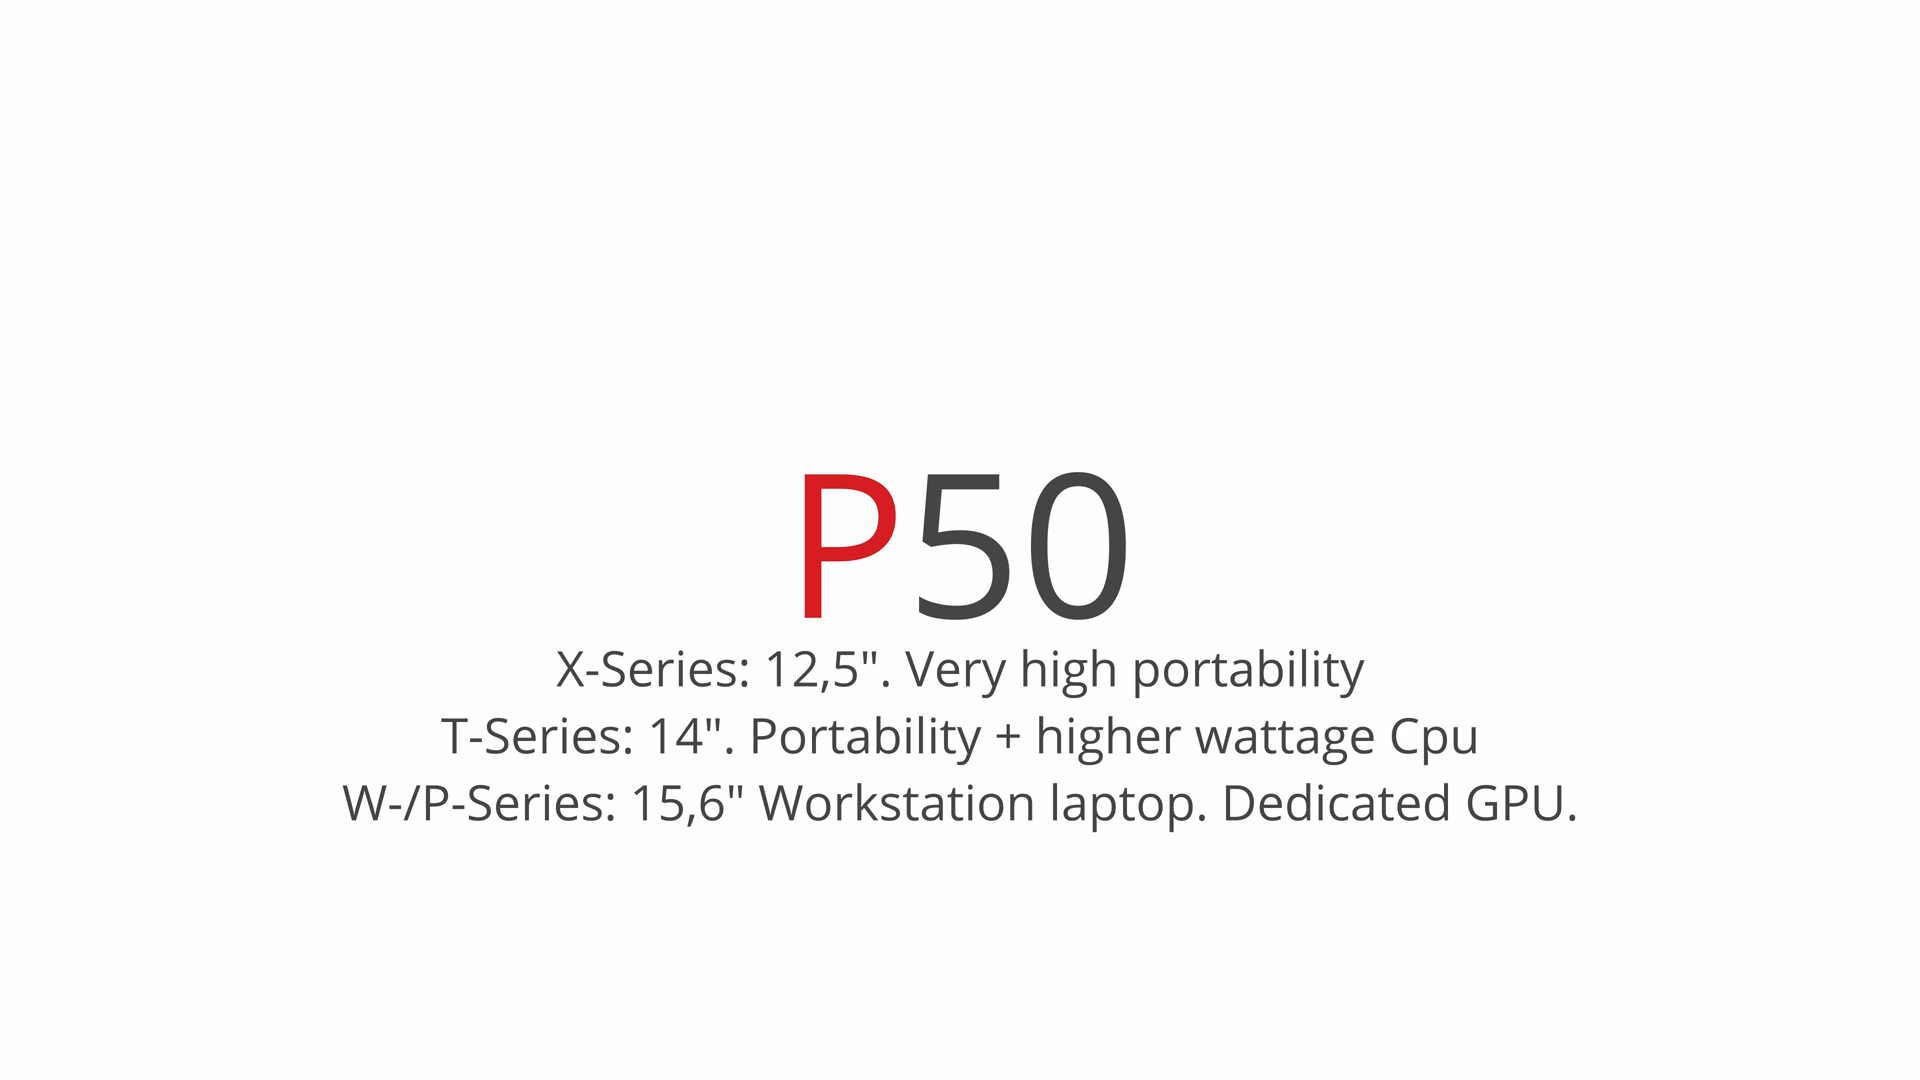 P50
X-Series: 12,5". Very high portability
T-Series: 14". Portability + higher wattage Cpu
W-/P-Series: 15,6" Workstation laptop. Dedicated GPU.